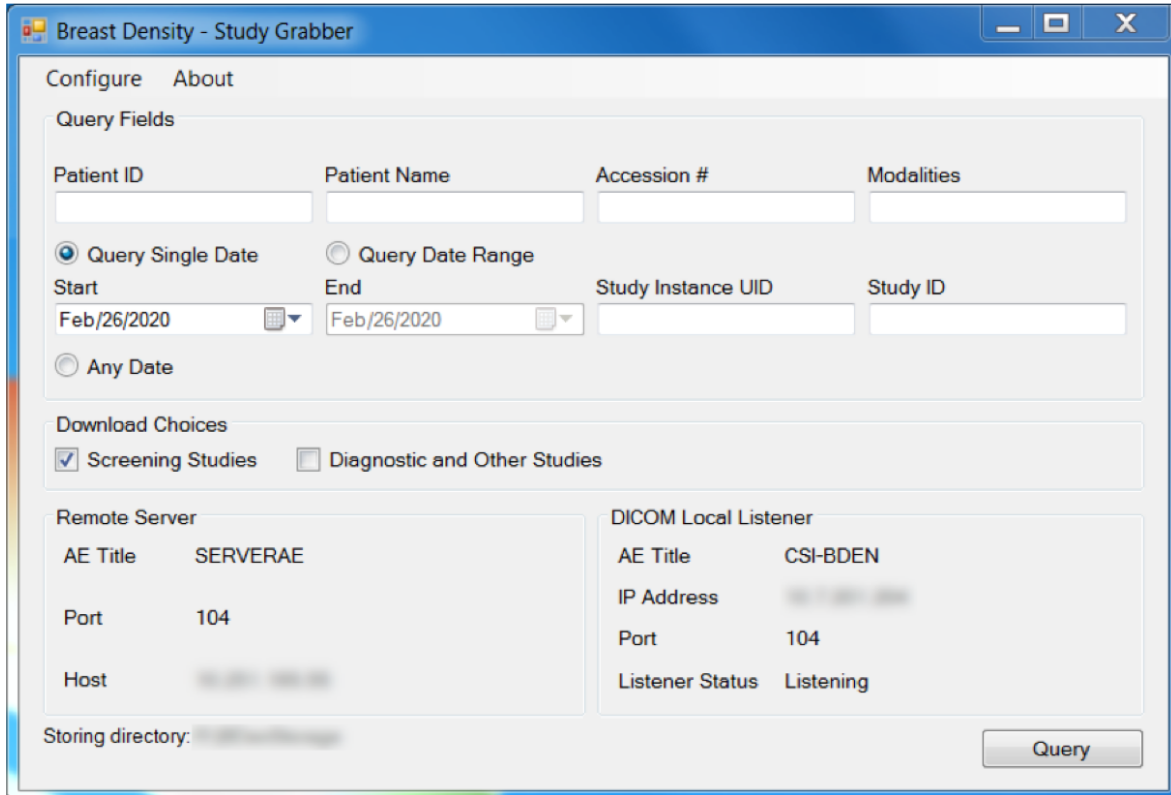 Breast Density - Study Grabber
Configure About
Query Fields
Patient ID Patient Name Accession # Modalities
Query Single Date Query Date Range
Start End Study Instance UID Study ID
Feb/26/2020 Feb/26/2020
Any Date
Download Choices
Screening Studies Diagnostic and Other Studies
Remote Server
AE Title SERVERAE
Port 104
Host
DICOM Local Listener
AE Title CSI-BDEN
IP Address
Port 104
Listener Status Listening
Storing directory:
Query